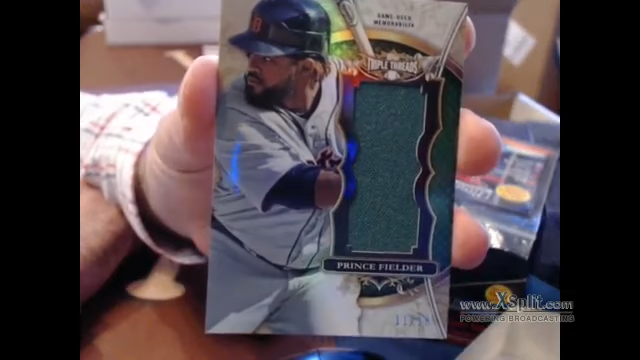 GAME-USED
MEMORABILIA
TRIPLE THREADS
PRINCE FIELDER
www.XSplit.com
POWERING BROADCASTING